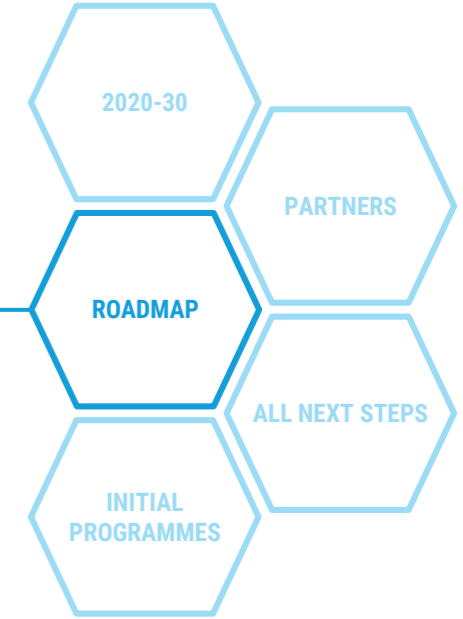 2020-30
PARTNERS
ROADMAP
ALL NEXT STEPS
INITIAL
PROGRAMMES